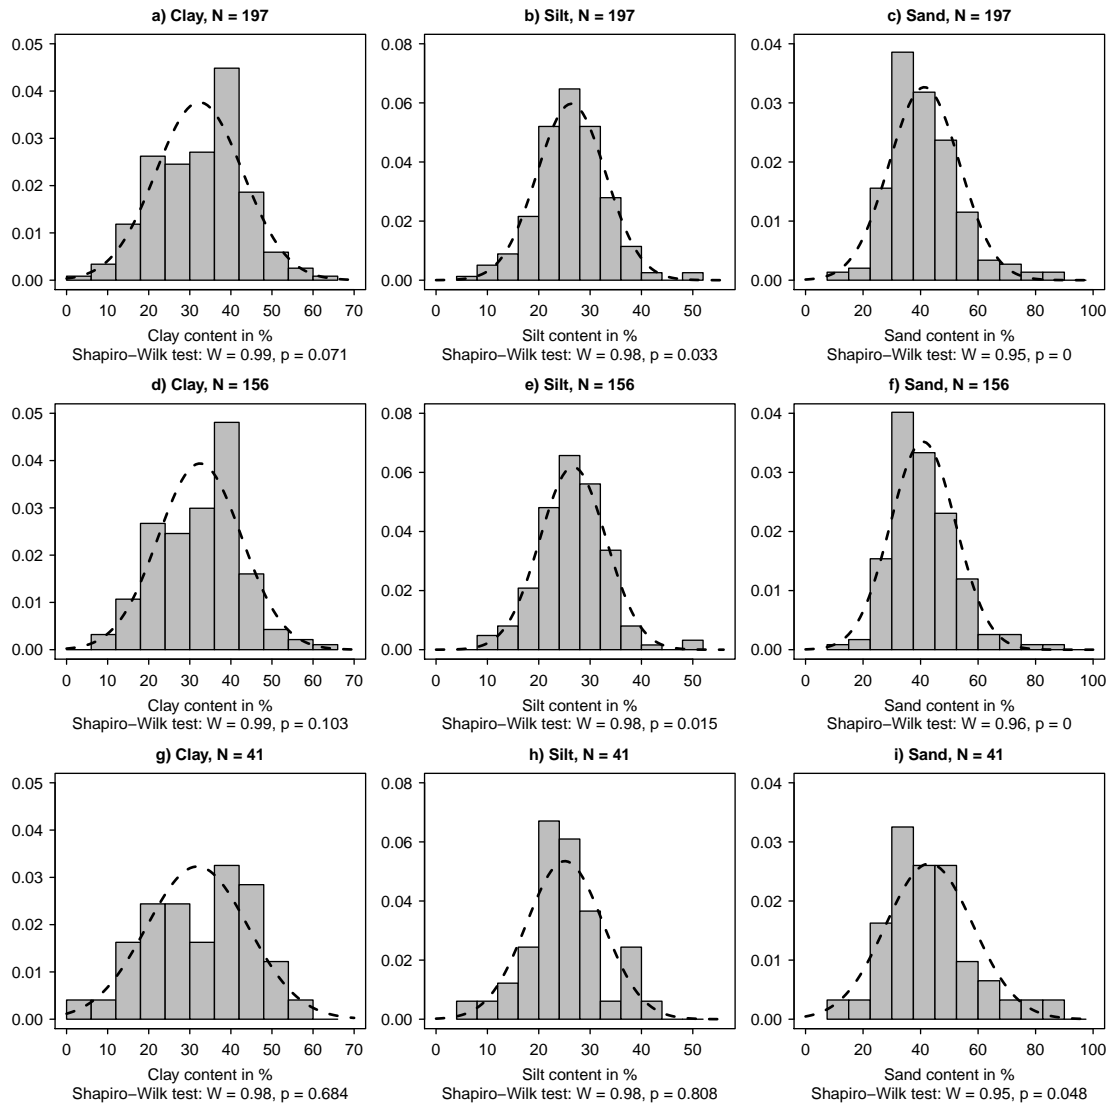 a) Clay, N = 197
0.05
0.04
0.03
0.02
0.01
0.00
0 10 20 30 40 50 60 70
Clay content in %
Shapiro−Wilk test: W = 0.99, p = 0.071
b) Silt, N = 197
0.08
0.06
0.04
0.02
0.00
0 10 20 30 40 50
Silt content in %
Shapiro−Wilk test: W = 0.98, p = 0.033
c) Sand, N = 197
0.04
0.03
0.02
0.01
0.00
0 20 40 60 80 100
Sand content in %
Shapiro−Wilk test: W = 0.95, p = 0
d) Clay, N = 156
0.05
0.04
0.03
0.02
0.01
0.00
0 10 20 30 40 50 60 70
Clay content in %
Shapiro−Wilk test: W = 0.99, p = 0.103
e) Silt, N = 156
0.08
0.06
0.04
0.02
0.00
0 10 20 30 40 50
Silt content in %
Shapiro−Wilk test: W = 0.98, p = 0.015
f) Sand, N = 156
0.04
0.03
0.02
0.01
0.00
0 20 40 60 80 100
Sand content in %
Shapiro−Wilk test: W = 0.96, p = 0
g) Clay, N = 41
0.05
0.04
0.03
0.02
0.01
0.00
0 10 20 30 40 50 60 70
Clay content in %
Shapiro−Wilk test: W = 0.98, p = 0.684
h) Silt, N = 41
0.08
0.06
0.04
0.02
0.00
0 10 20 30 40 50
Silt content in %
Shapiro−Wilk test: W = 0.98, p = 0.808
i) Sand, N = 41
0.04
0.03
0.02
0.01
0.00
0 20 40 60 80 100
Sand content in %
Shapiro−Wilk test: W = 0.95, p = 0.048